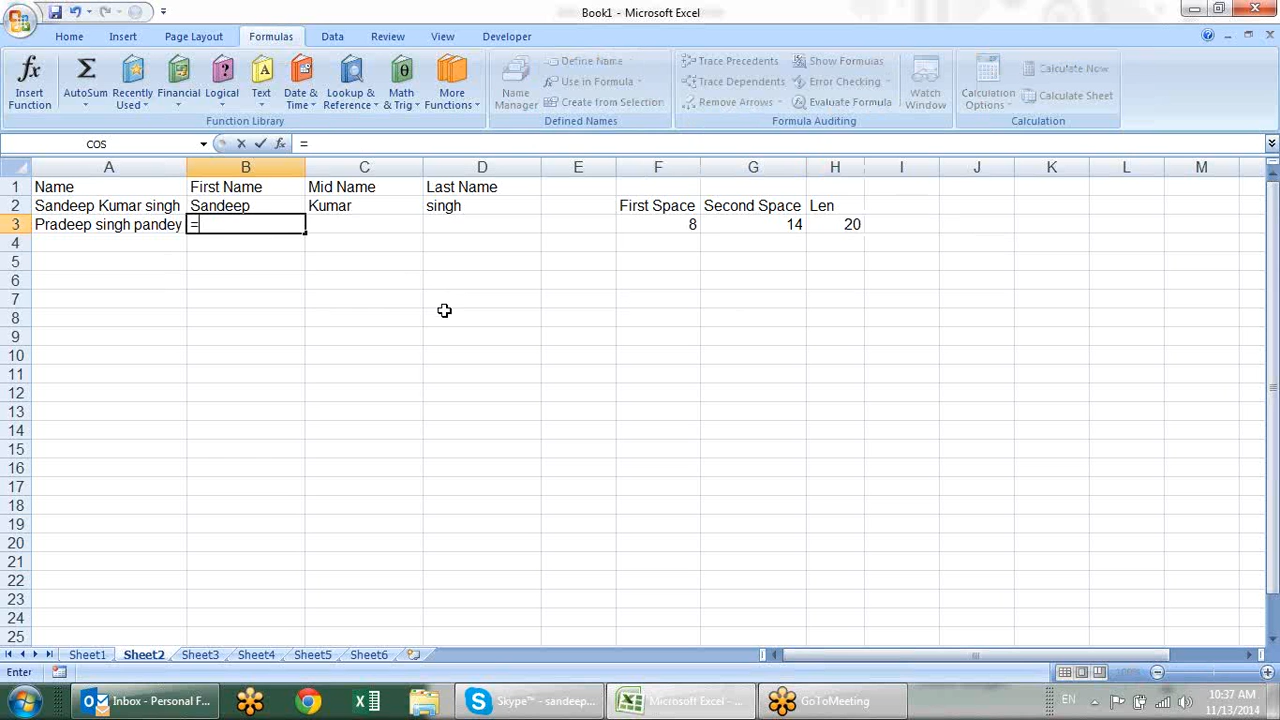 Book1 - Microsoft Excel
Home Insert Page Layout Formulas Data Review View Developer
fx Insert Function
Σ AutoSum
Recently Used
Financial
Logical
A Text
Date & Time
Lookup & Reference
θ Math & Trig
More Functions
Function Library
Name Manager
Define Name
Use in Formula
Create from Selection
Defined Names
Trace Precedents
Trace Dependents
Remove Arrows
Show Formulas
Error Checking
Evaluate Formula
Formula Auditing
Watch Window
Calculation Options
Calculate Now
Calculate Sheet
Calculation
COS fx =
A B C D E F G H I J K L M
1 Name First Name Mid Name Last Name
2 Sandeep Kumar singh Sandeep Kumar singh First Space Second Space Len
3 Pradeep singh pandey = 8 14 20
4
5
6
7
8
9
10
11
12
13
14
15
16
17
18
19
20
21
22
23
24
25
Sheet1 Sheet2 Sheet3 Sheet4 Sheet5 Sheet6
Enter
Inbox - Personal F... Skype™ - sandeep... Microsoft Excel - ... GoToMeeting EN 10:37 AM
11/13/2014